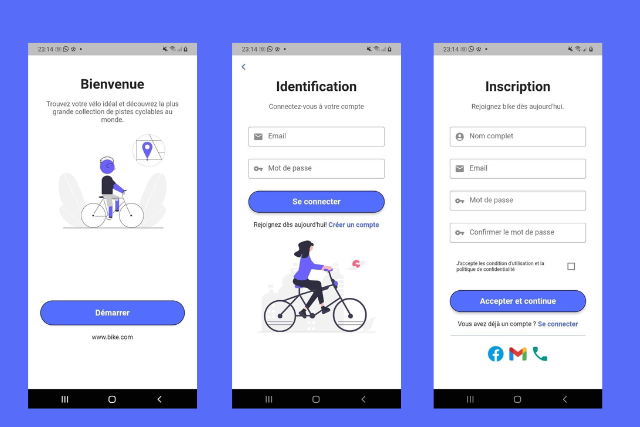 23:14
Bienvenue
Trouvez votre vélo idéal et découvrez la plus
grande collection de pistes cyclables au
monde.
Démarrer
www.bike.com
23:14
Identification
Connectez-vous à votre compte
Email
Mot de passe
Se connecter
Rejoignez dès aujourd'hui! Créer un compte
23:14
Inscription
Rejoignez bike dès aujourd'hui.
Nom complet
Email
Mot de passe
Confirmer le mot de passe
J'accepte les condition d'utilisation et la
politique de confidentialité
Accepter et continue
Vous avez déjà un compte ? Se connecter